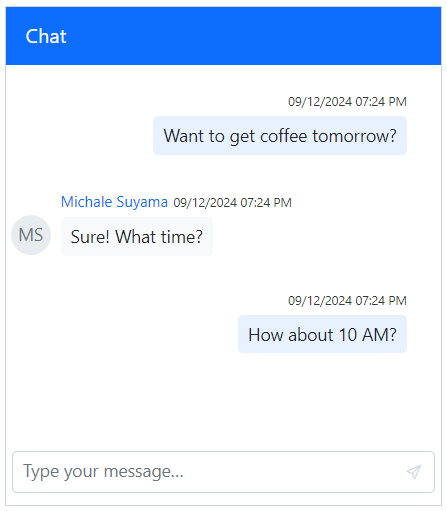 Chat
09/12/2024 07:24 PM
Want to get coffee tomorrow?
Michale Suyama 09/12/2024 07:24 PM
MS
Sure! What time?
09/12/2024 07:24 PM
How about 10 AM?
Type your message...